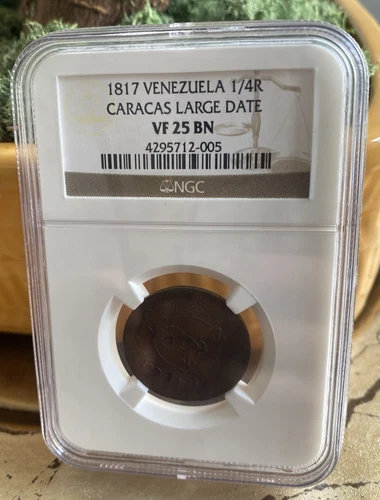 1817 VENEZUELA 1/4R
CARACAS LARGE DATE
VF 25 BN
4295712-005
NGC